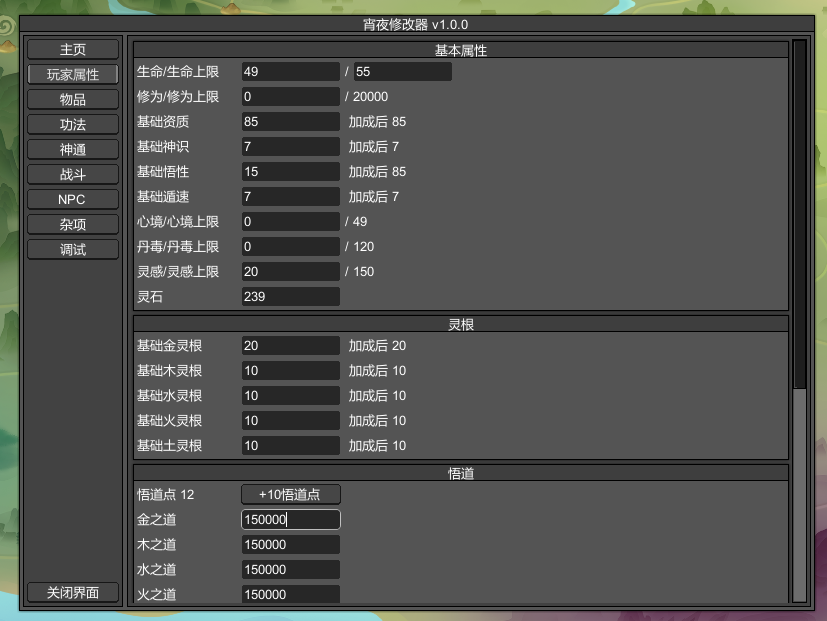 宵夜修改器 v1.0.0
主页
玩家属性
物品
功法
神通
战斗
NPC
杂项
调试
关闭界面
基本属性
生命/生命上限 49 / 55
修为/修为上限 0 / 20000
基础资质 85 加成后 85
基础神识 7 加成后 7
基础悟性 15 加成后 85
基础遁速 7 加成后 7
心境/心境上限 0 / 49
丹毒/丹毒上限 0 / 120
灵感/灵感上限 20 / 150
灵石 239
灵根
基础金灵根 20 加成后 20
基础木灵根 10 加成后 10
基础水灵根 10 加成后 10
基础火灵根 10 加成后 10
基础土灵根 10 加成后 10
悟道
悟道点 12 +10悟道点
金之道 150000
木之道 150000
水之道 150000
火之道 150000